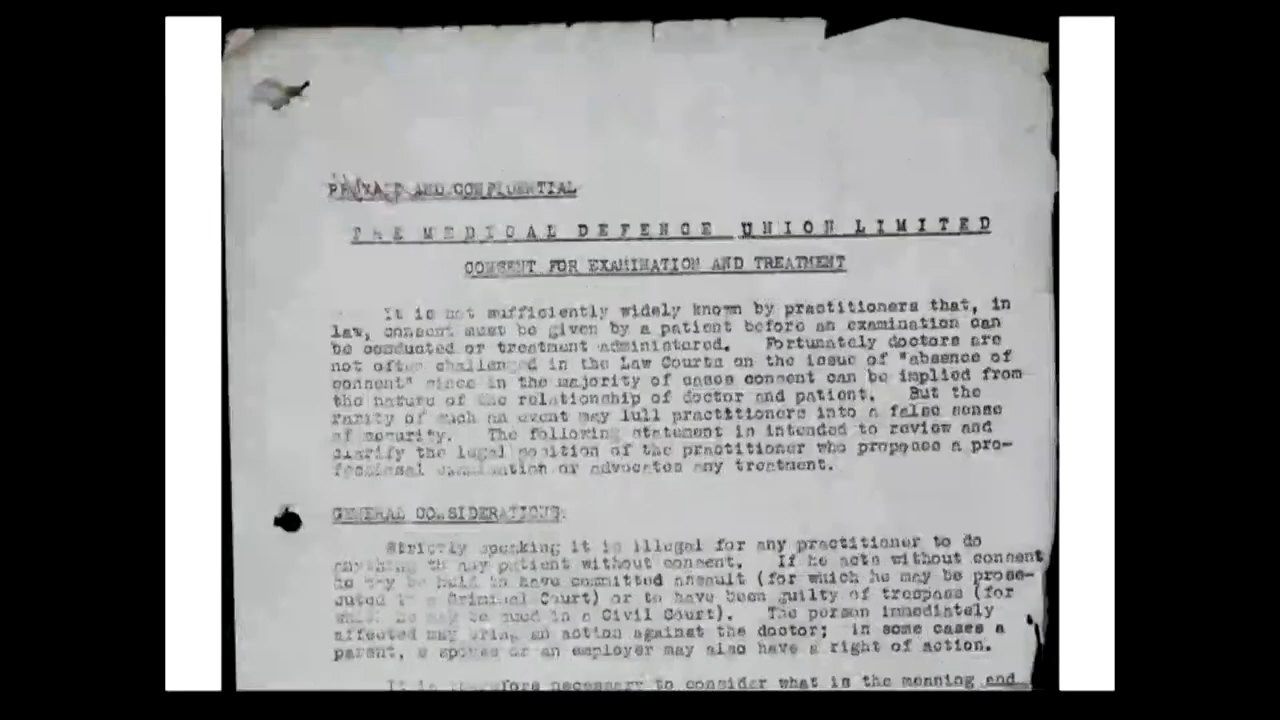 PRIVATE AND CONFIDENTIAL
THE MEDICAL DEFENCE UNION LIMITED
CONSENT FOR EXAMINATION AND TREATMENT
It is not sufficiently widely known by practitioners that, in
law, consent must be given by a patient before an examination can
be conducted or treatment administered. Fortunately doctors are
not often challenged in the Law Courts on the issue of "absence of
consent" since in the majority of cases consent can be implied from
the nature of the relationship of doctor and patient. But the
rarity of such an event may lull practitioners into a false sense
of security. The following statement is intended to review and
clarify the legal position of the practitioner who proposes a pro-
fessional examination or advocates any treatment.
GENERAL CONSIDERATIONS
Strictly speaking it is illegal for any practitioner to do
anything to any patient without consent. If he acts without consent
he may be held to have committed assault (for which he may be prose-
cuted in a Criminal Court) or to have been guilty of trespass (for
which he may be sued in a Civil Court). The person immediately
affected may bring an action against the doctor; in some cases a
parent, a spouse or an employer may also have a right of action.
It is therefore necessary to consider what is the meaning and